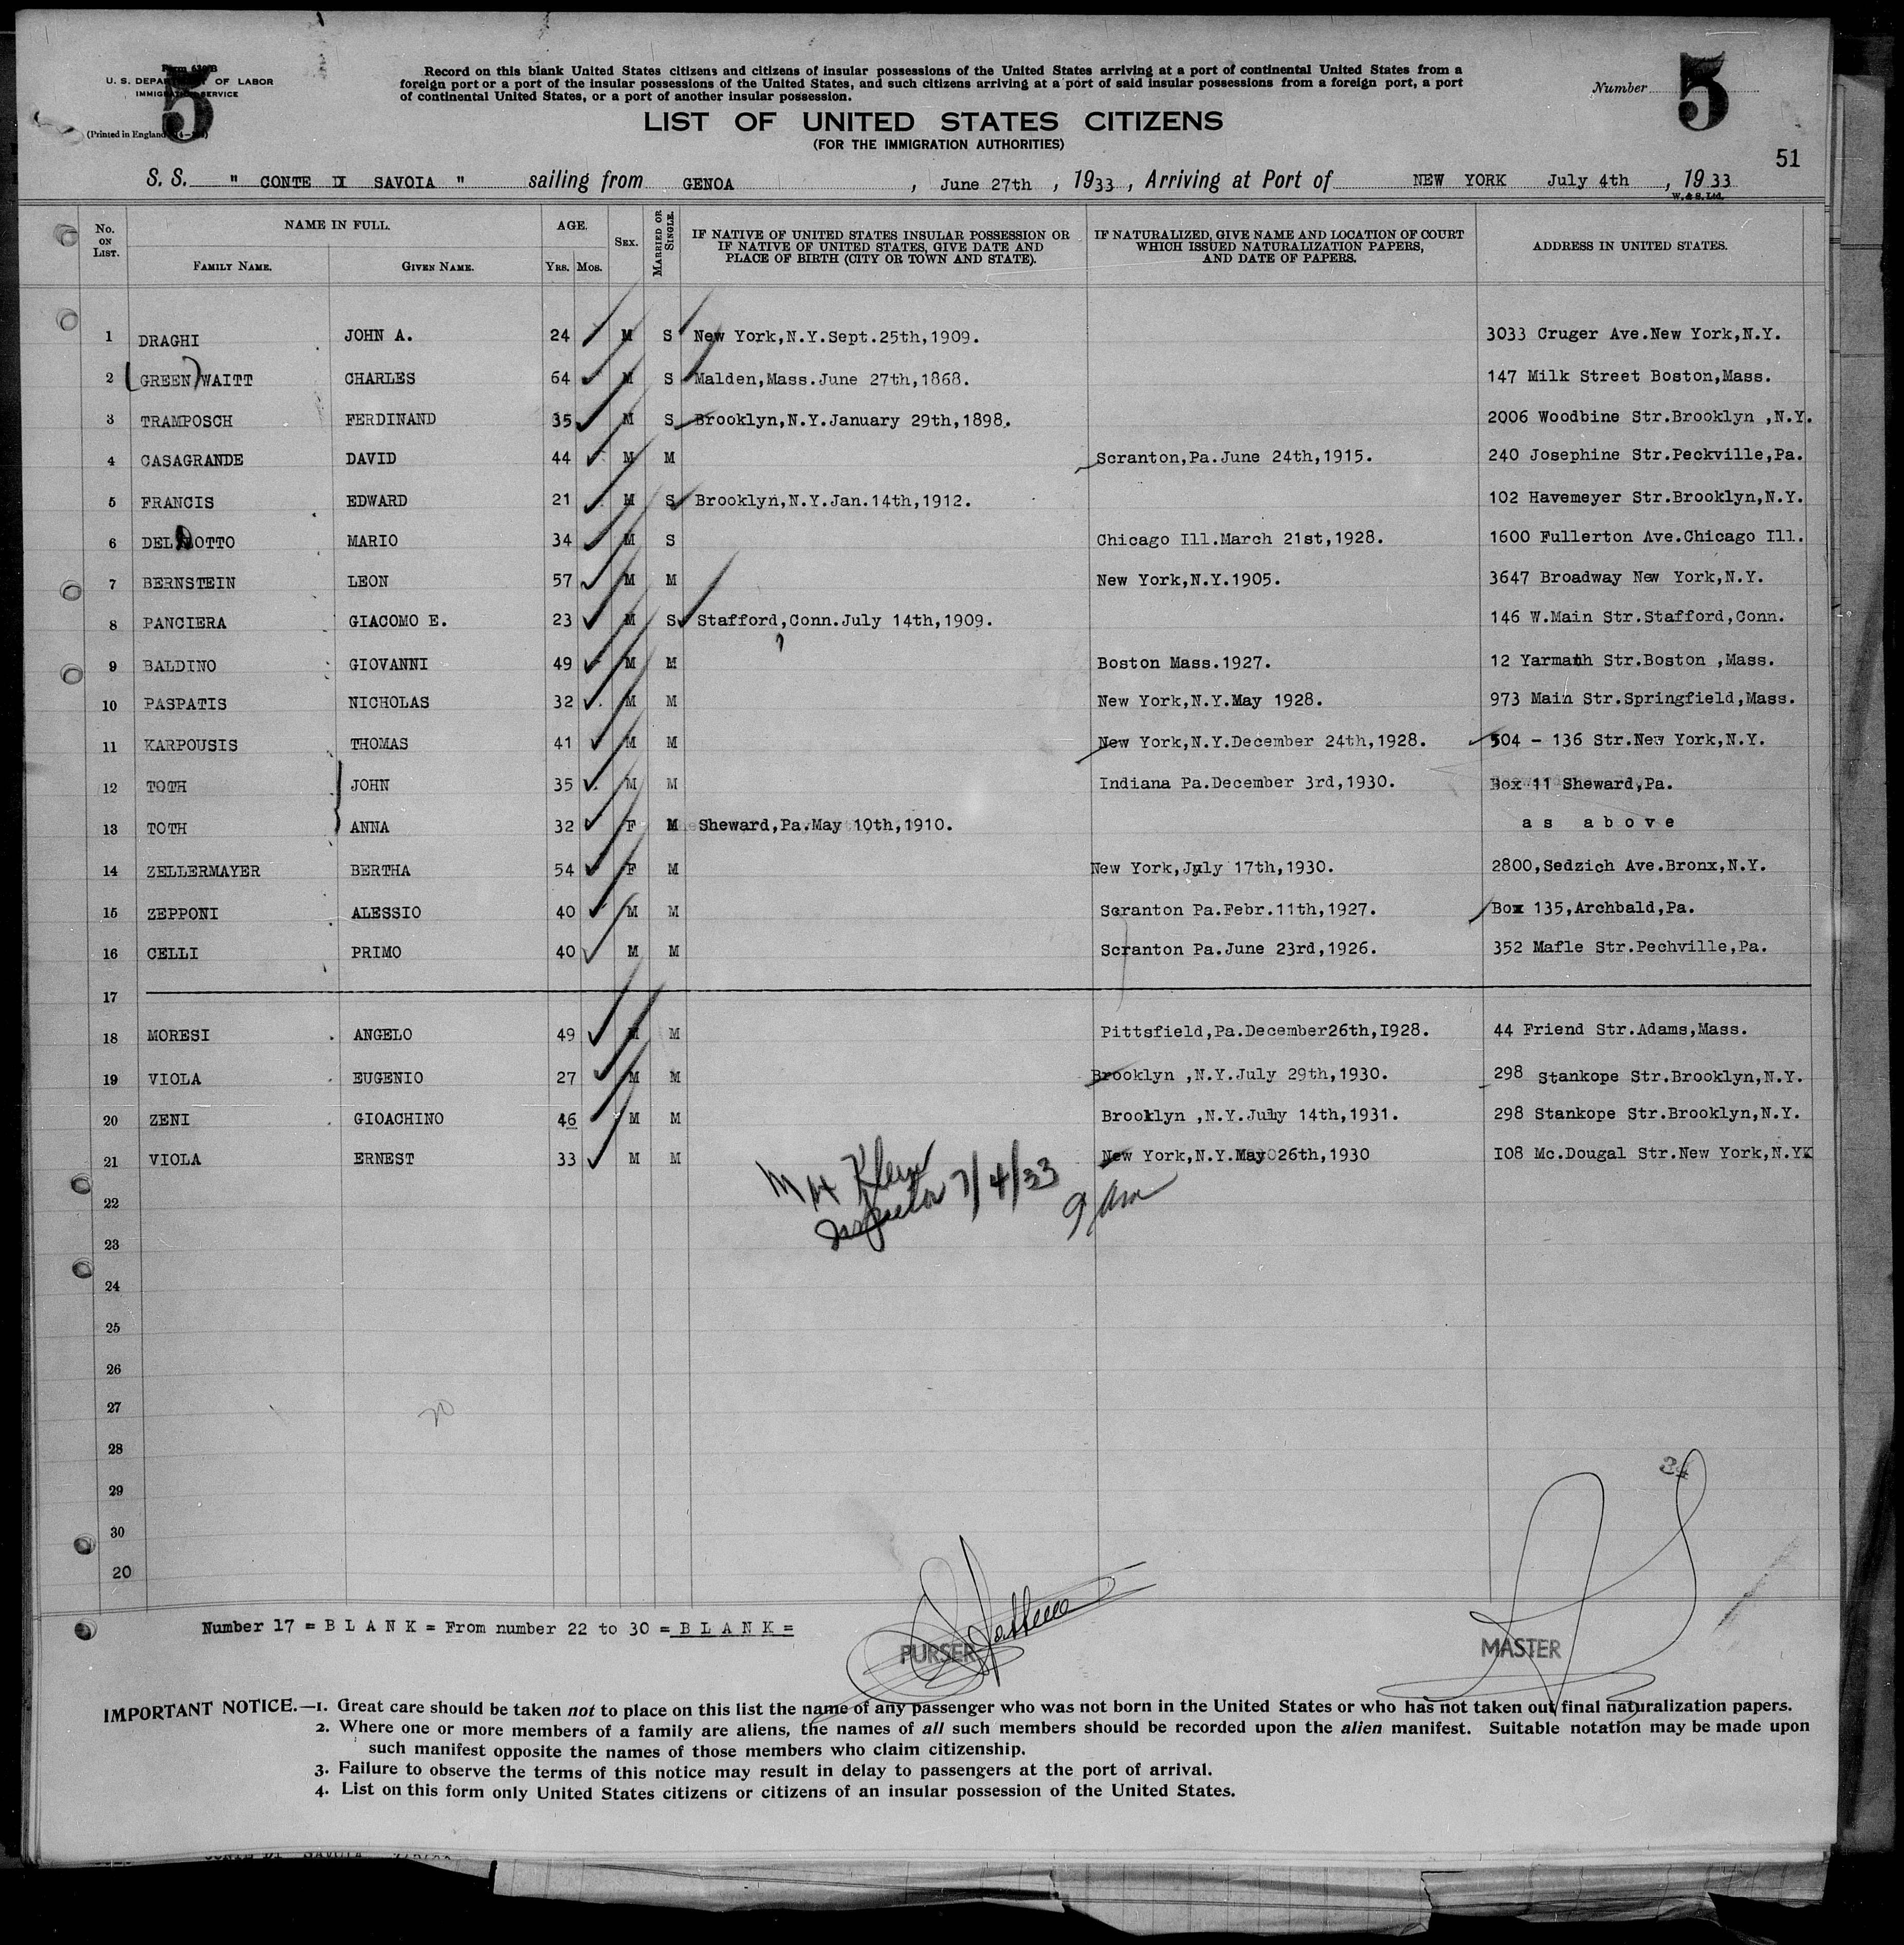 Form 630 B
U. S. DEPARTMENT OF LABOR
IMMIGRATION SERVICE
(Printed in England
5
Record on this blank United States citizens and citizens of insular possessions of the United States arriving at a port of continental United States from a
foreign port or a port of the insular possessions of the United States, and such citizens arriving at a port of said insular possessions from a foreign port, a port
of continental United States, or a port of another insular possession.
Number 5
LIST OF UNITED STATES CITIZENS
(FOR THE IMMIGRATION AUTHORITIES)
51
S. S. " CONTE DI SAVOIA " sailing from GENOA , June 27th , 1933 , Arriving at Port of NEW YORK July 4th , 1933
W. & S. Ltd.
No. ON LIST. NAME IN FULL. FAMILY NAME. GIVEN NAME. AGE. YRS. MOS. SEX. MARRIED OR SINGLE. IF NATIVE OF UNITED STATES INSULAR POSSESSION OR IF NATIVE OF UNITED STATES, GIVE DATE AND PLACE OF BIRTH (CITY OR TOWN AND STATE). IF NATURALIZED, GIVE NAME AND LOCATION OF COURT WHICH ISSUED NATURALIZATION PAPERS, AND DATE OF PAPERS. ADDRESS IN UNITED STATES.
1 DRAGHI JOHN A. 24 M S New York,N.Y.Sept.25th,1909. 3033 Cruger Ave.New York,N.Y.
2 (GREEN)WAITT CHARLES 64 M S Malden,Mass.June 27th,1868. 147 Milk Street Boston,Mass.
3 TRAMPOSCH FERDINAND 35 M S Brooklyn,N.Y.January 29th,1898. 2006 Woodbine Str.Brooklyn ,N.Y.
4 CASAGRANDE DAVID 44 M M Scranton,Pa.June 24th,1915. 240 Josephine Str.Peckville,Pa.
5 FRANCIS EDWARD 21 M S Brooklyn,N.Y.Jan.14th,1912. 102 Havemeyer Str.Brooklyn,N.Y.
6 DEL DOTTO MARIO 34 M S Chicago Ill.March 21st,1928. 1600 Fullerton Ave.Chicago Ill.
7 BERNSTEIN LEON 57 M M New York,N.Y.1905. 3647 Broadway New York,N.Y.
8 PANCIERA GIACOMO E. 23 M S Stafford,Conn.July 14th,1909. 146 W.Main Str.Stafford,Conn.
?
9 BALDINO GIOVANNI 49 M M Boston Mass.1927. 12 Yarmath Str.Boston ,Mass.
10 PASPATIS NICHOLAS 32 M M New York,N.Y.May 1928. 973 Main Str.Springfield,Mass.
11 KARPOUSIS THOMAS 41 M M New York,N.Y.December 24th,1928. 504 - 136 Str.New York,N.Y.
12 TOTH JOHN 35 M M Indiana Pa.December 3rd,1930. Box 11 Sheward,Pa.
13 TOTH ANNA 32 F M Sheward,Pa.May 10th,1910. as above
14 ZELLERMAYER BERTHA 54 F M New York,July 17th,1930. 2800,Sedzich Ave.Bronx,N.Y.
15 ZEPPONI ALESSIO 40 M M Scranton Pa.Febr.11th,1927. Box 135,Archbald,Pa.
16 CELLI PRIMO 40 M M Scranton Pa.June 23rd,1926. 352 Mafle Str.Pechville,Pa.
17
18 MORESI ANGELO 49 M M Pittsfield,Pa.December26th,I928. 44 Friend Str.Adams,Mass.
19 VIOLA EUGENIO 27 M M Brooklyn ,N.Y.July 29th,1930. 298 Stankope Str.Brooklyn,N.Y.
20 ZENI GIOACHINO 46 M M Brooklyn ,N.Y.July 14th,1931. 298 Stankope Str.Brooklyn,N.Y.
21 VIOLA ERNEST 33 M M New York,N.Y.May 26th,1930 I08 Mc.Dougal Str.New York,N.Y
M H Klein
Inspector 7/4/33
9 am
22
23
24
25
26
27
20
28
29
34
30
20
Number 17 = B L A N K = From number 22 to 30 = B L A N K =
PURSER
MASTER
IMPORTANT NOTICE.—1. Great care should be taken not to place on this list the name of any passenger who was not born in the United States or who has not taken out final naturalization papers.
2. Where one or more members of a family are aliens, the names of all such members should be recorded upon the alien manifest. Suitable notation may be made upon
such manifest opposite the names of those members who claim citizenship.
3. Failure to observe the terms of this notice may result in delay to passengers at the port of arrival.
4. List on this form only United States citizens or citizens of an insular possession of the United States.